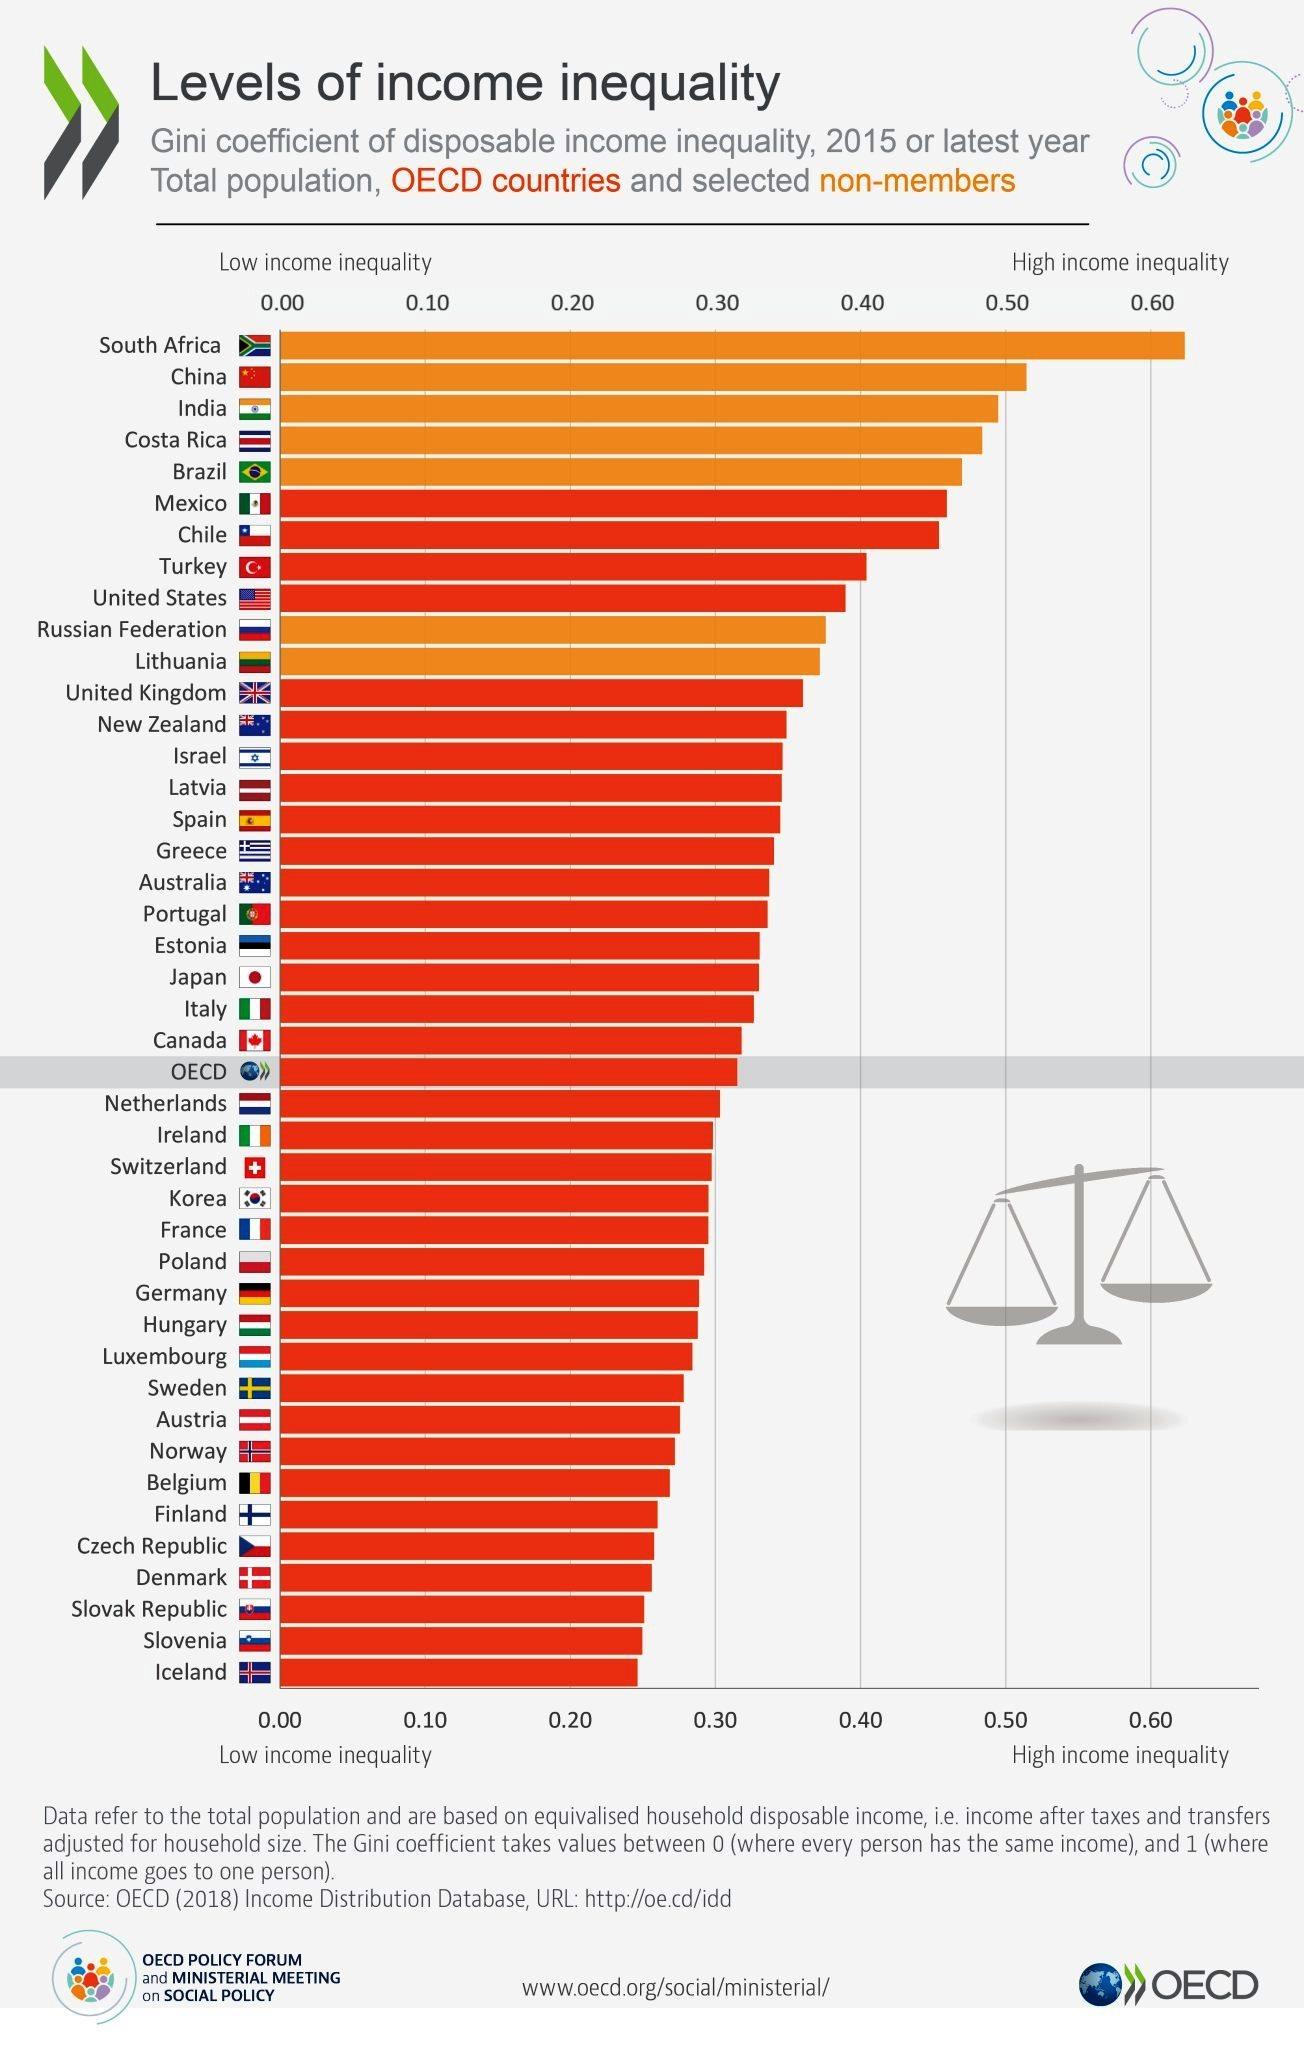 Levels of income inequality
Gini coefficient of disposable income inequality, 2015 or latest year
Total population, OECD countries and selected non-members
Low income inequality High income inequality
0.00 0.10 0.20 0.30 0.40 0.50 0.60
South Africa
China
India
Costa Rica
Brazil
Mexico
Chile
Turkey
United States
Russian Federation
Lithuania
United Kingdom
New Zealand
Israel
Latvia
Spain
Greece
Australia
Portugal
Estonia
Japan
Italy
Canada
OECD
Netherlands
Ireland
Switzerland
Korea
France
Poland
Germany
Hungary
Luxembourg
Sweden
Austria
Norway
Belgium
Finland
Czech Republic
Denmark
Slovak Republic
Slovenia
Iceland
0.00 0.10 0.20 0.30 0.40 0.50 0.60
Low income inequality High income inequality
Data refer to the total population and are based on equivalised household disposable income, i.e. income after taxes and transfers
adjusted for household size. The Gini coefficient takes values between 0 (where every person has the same income), and 1 (where
all income goes to one person).
Source: OECD (2018) Income Distribution Database, URL: http://oe.cd/idd
OECD POLICY FORUM
and MINISTERIAL MEETING
on SOCIAL POLICY
www.oecd.org/social/ministerial/
OECD